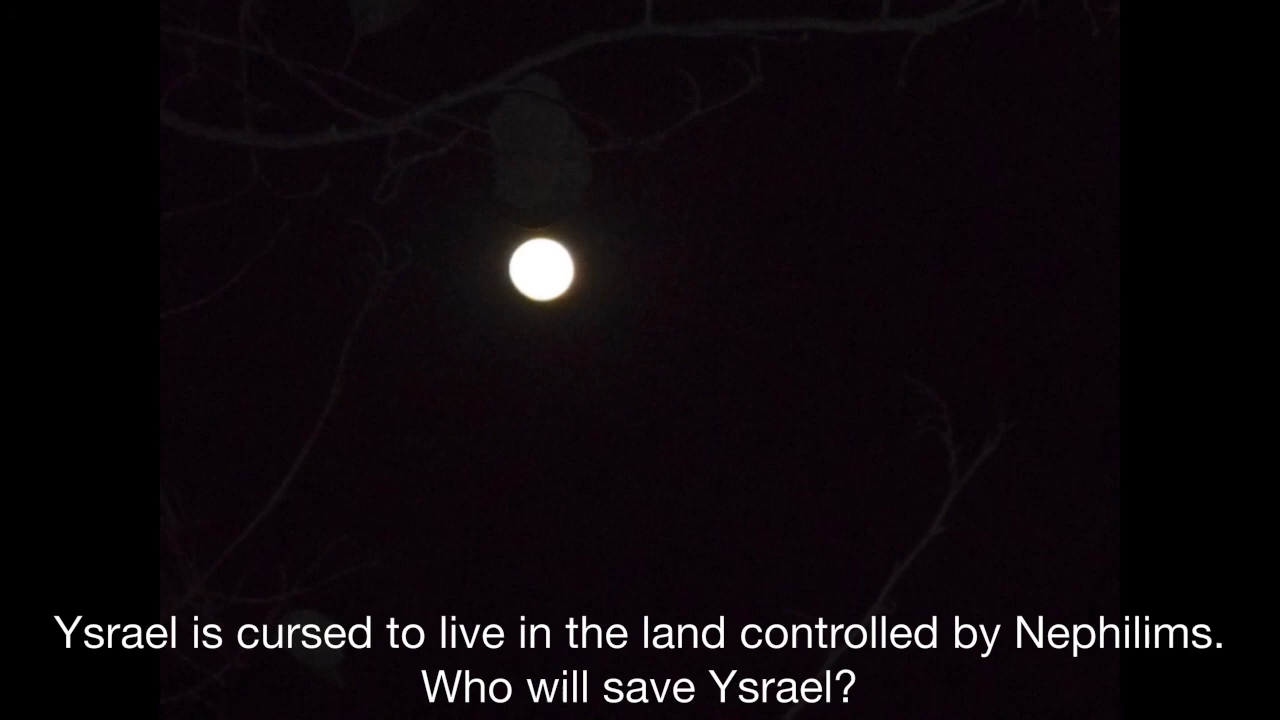 Ysrael is cursed to live in the land controlled by Nephilims.
Who will save Ysrael?